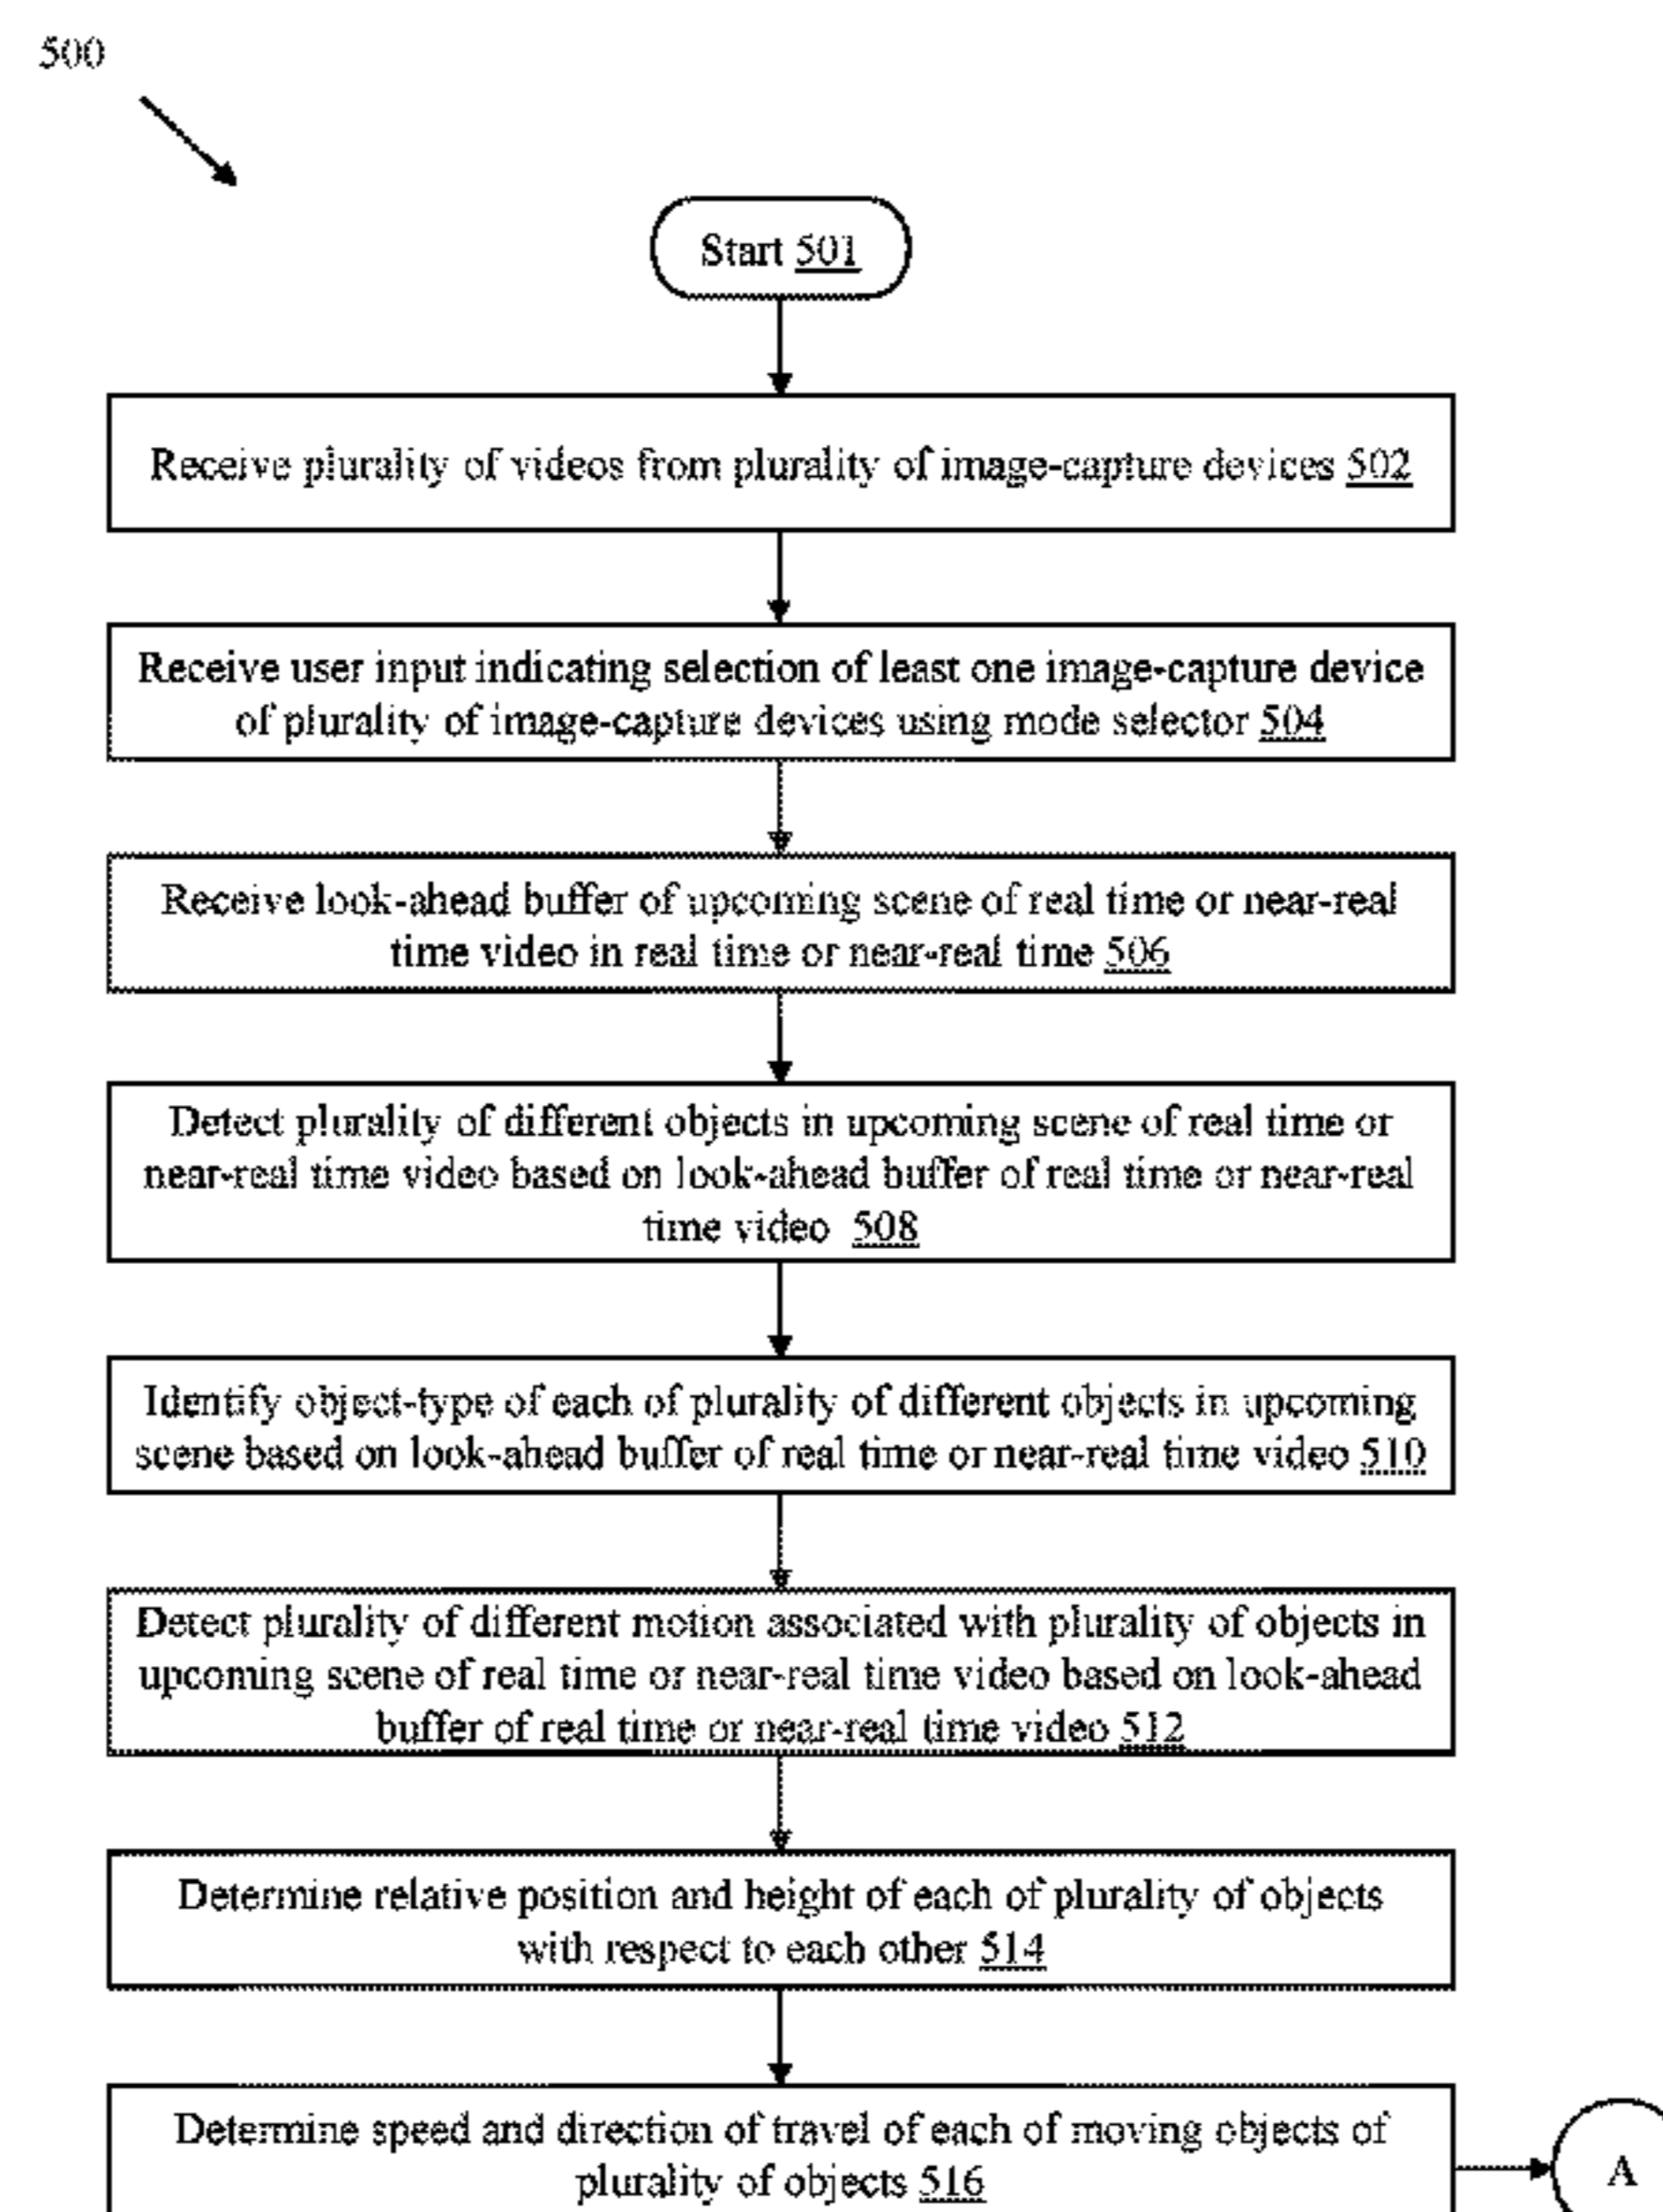 500
Start 501
Receive plurality of videos from plurality of image-capture devices 502
Receive user input indicating selection of least one image-capture device
of plurality of image-capture devices using mode selector 504
Receive look-ahead buffer of upcoming scene of real time or near-real
time video in real time or near-real time 506
Detect plurality of different objects in upcoming scene of real time or
near-real time video based on look-ahead buffer of real time or near-real
time video 508
Identify object-type of each of plurality of different objects in upcoming
scene based on look-ahead buffer of real time or near-real time video 510
Detect plurality of different motion associated with plurality of objects in
upcoming scene of real time or near-real time video based on look-ahead
buffer of real time or near-real time video 512
Determine relative position and height of each of plurality of objects
with respect to each other 514
Determine speed and direction of travel of each of moving objects of
plurality of objects 516
A